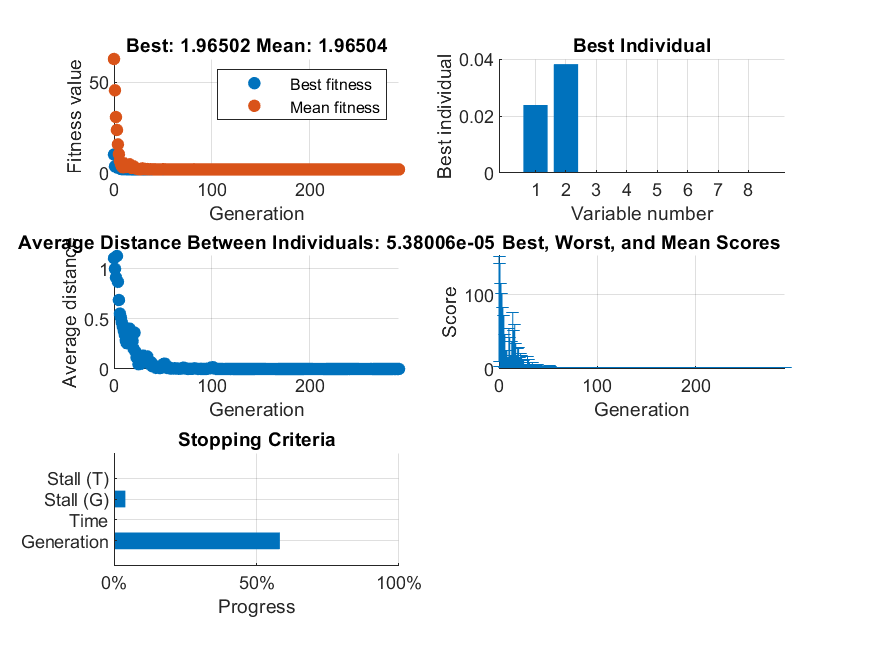 Best: 1.96502 Mean: 1.96504
Fitness value
50
0
Best fitness
Mean fitness
0 100 200
Generation
Best Individual
Best individual
0.04
0.02
0
1 2 3 4 5 6 7 8
Variable number
Average Distance Between Individuals: 5.38006e-05
Average distance
1
0.5
0
0 100 200
Generation
Best, Worst, and Mean Scores
Score
100
0
0 100 200
Generation
Stopping Criteria
Stall (T)
Stall (G)
Time
Generation
0% 50% 100%
Progress